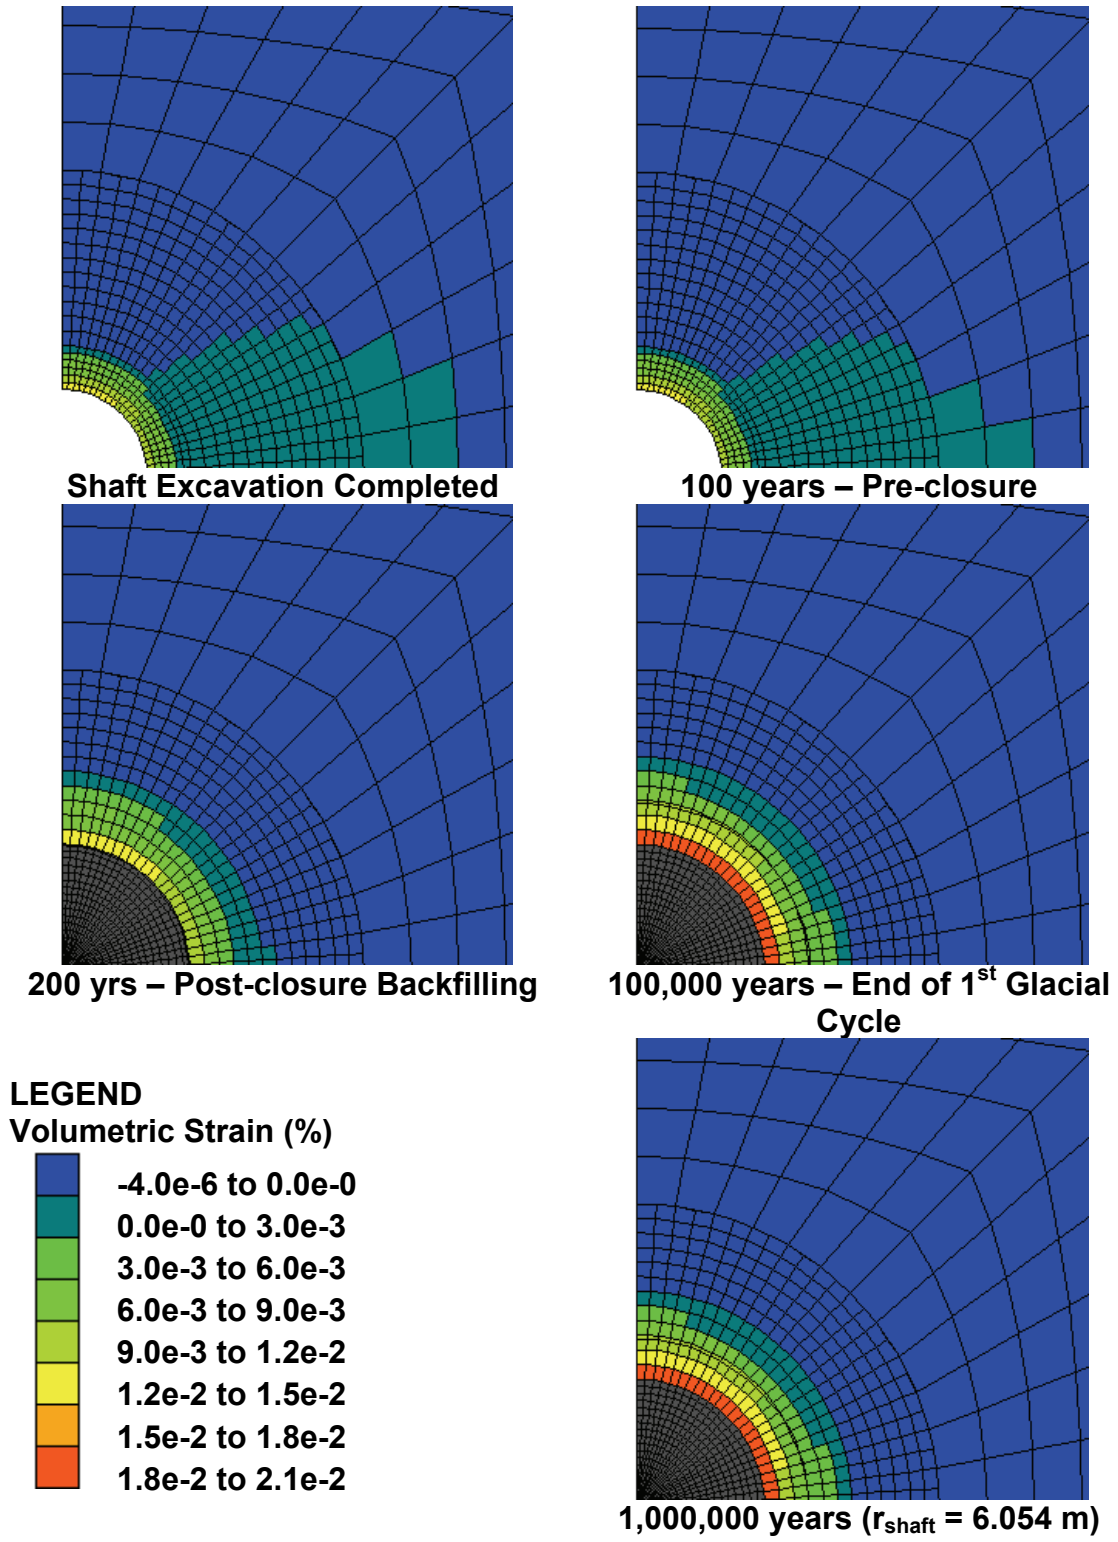 Shaft Excavation Completed
100 years – Pre-closure
200 yrs – Post-closure Backfilling
100,000 years – End of 1st Glacial
Cycle
LEGEND
Volumetric Strain (%)
-4.0e-6 to 0.0e-0
0.0e-0 to 3.0e-3
3.0e-3 to 6.0e-3
6.0e-3 to 9.0e-3
9.0e-3 to 1.2e-2
1.2e-2 to 1.5e-2
1.5e-2 to 1.8e-2
1.8e-2 to 2.1e-2
1,000,000 years (rshaft = 6.054 m)